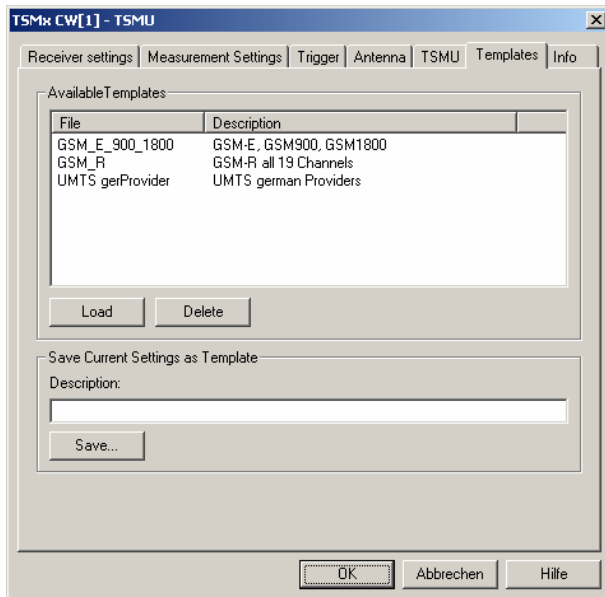 TSMx CW[1] - TSMU
Receiver settings Measurement Settings Trigger Antenna TSMU Templates Info
AvailableTemplates
File Description
GSM_E_900_1800 GSM-E, GSM900, GSM1800
GSM_R GSM-R all 19 Channels
UMTS gerProvider UMTS german Providers
Load Delete
Save Current Settings as Template
Description:
Save...
OK Abbrechen Hilfe